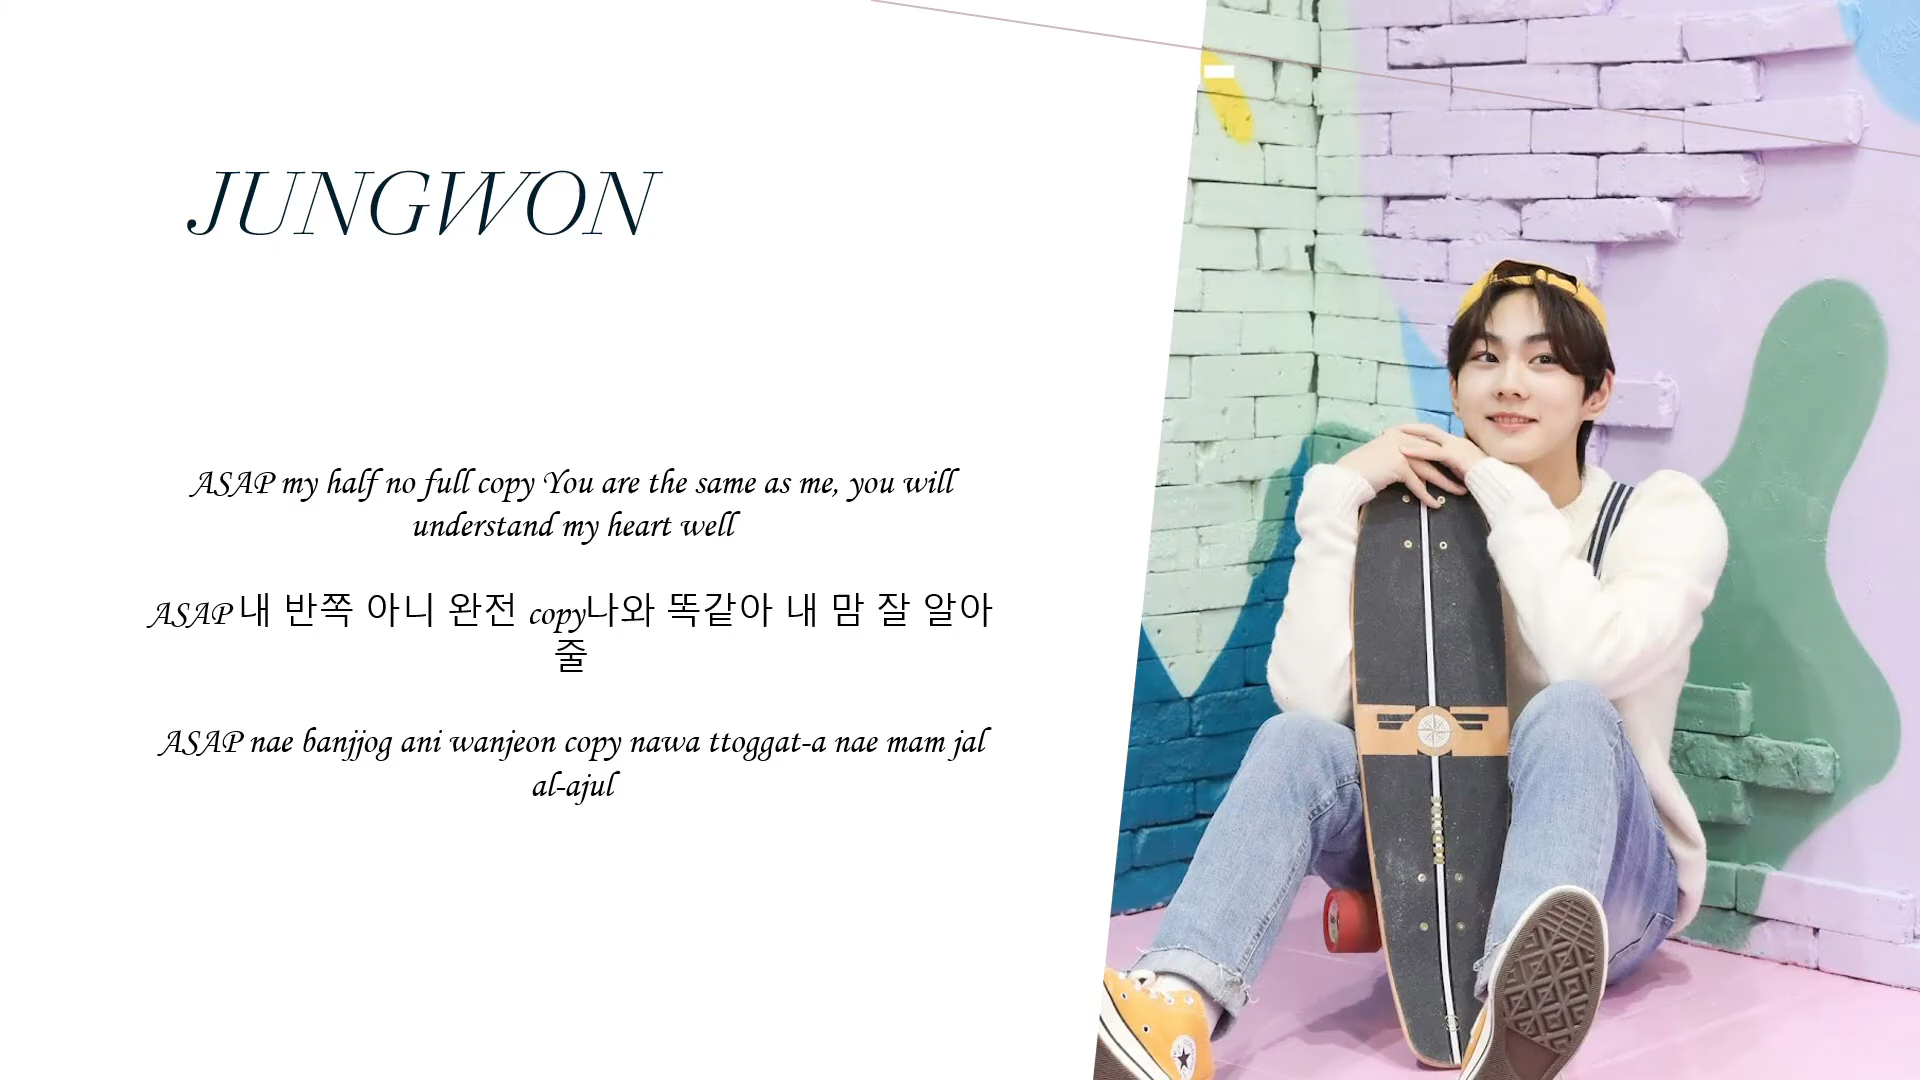 JUNGWON
ASAP my half no full copy You are the same as me, you will
understand my heart well
ASAP 내 반쪽 아니 완전 copy나와 똑같아 내 맘 잘 알아
줄
ASAP nae banjjog ani wanjeon copy nawa ttoggat-a nae mam jal
al-ajul